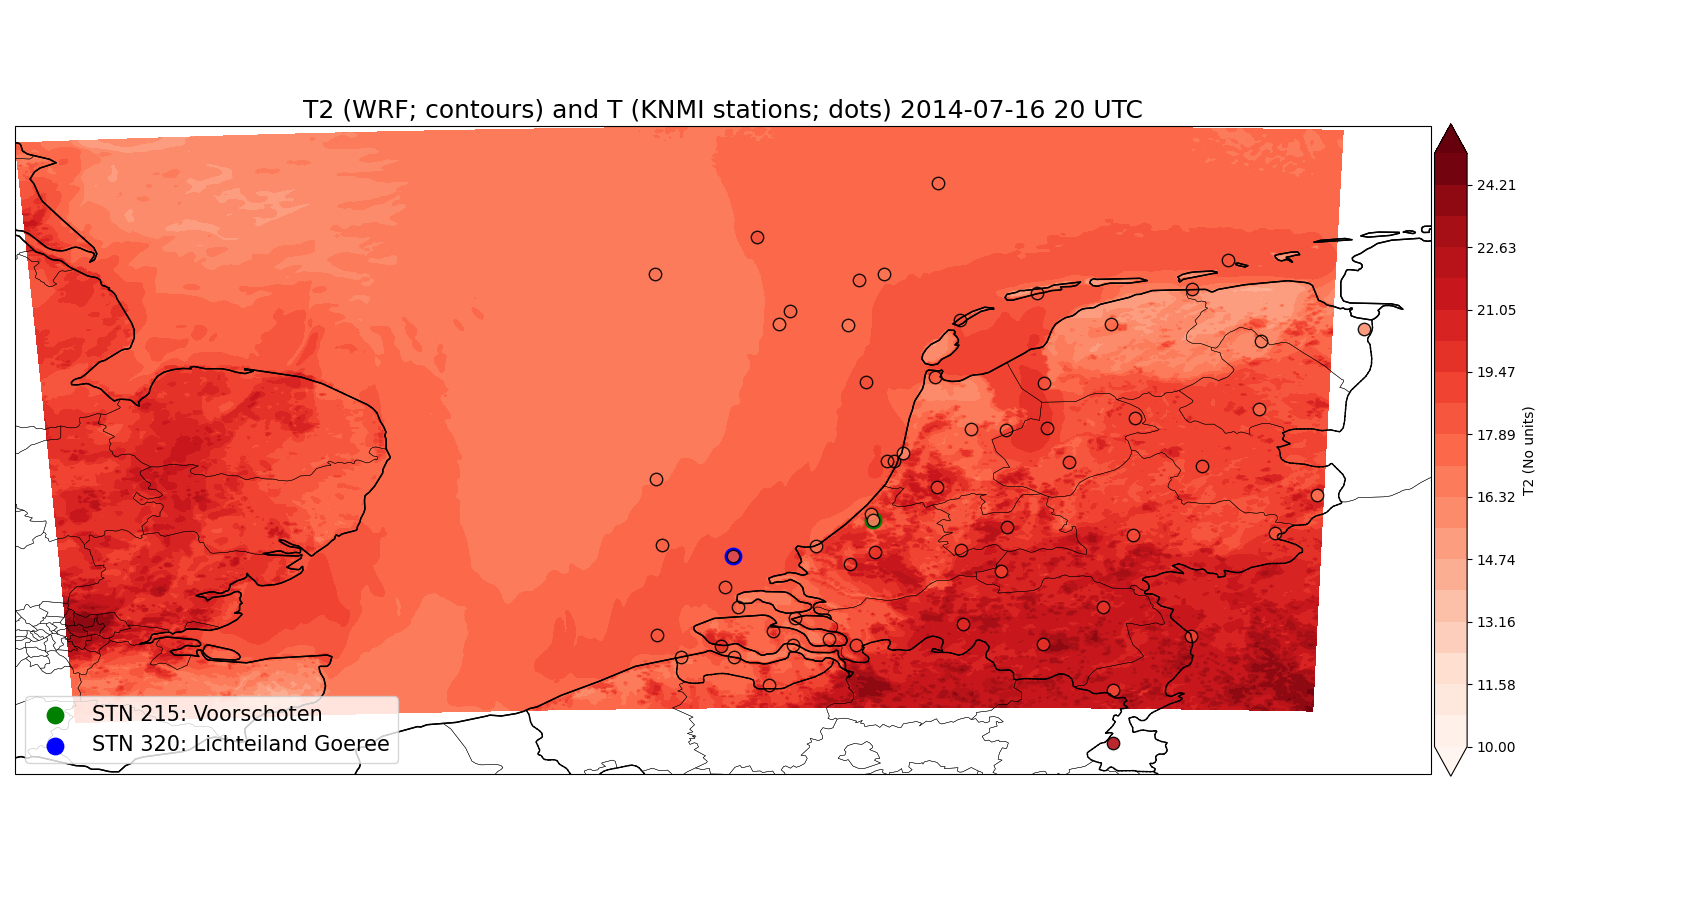 T2 (WRF; contours) and T (KNMI stations; dots) 2014-07-16 20 UTC
24.21
22.63
21.05
19.47
17.89
16.32
14.74
13.16
11.58
10.00
T2 (No units)
STN 215: Voorschoten
STN 320: Lichteiland Goeree